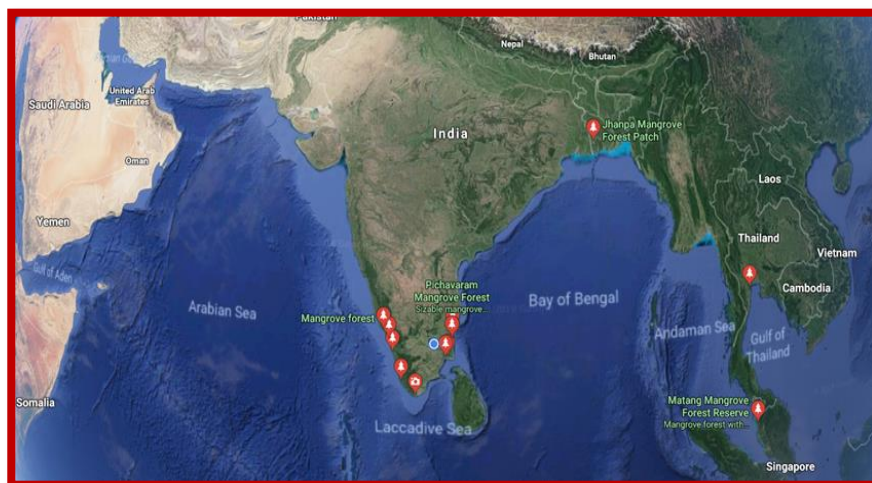 Pakistan
Nepal
Bhutan
Persian Gulf
United Arab
Emirates
Saudi Arabia
India
Jhanpa Mangrove
Forest Patch
Oman
Laos
Yemen
Thailand
Vietnam
Gulf of Aden
Pichavaram
Mangrove Forest
Sizable mangrove...
Cambodia
Bay of Bengal
Arabian Sea
Mangrove forest
Andaman Sea
Gulf of
Thailand
Somalia
Matang Mangrove
Forest Reserve
Mangrove forest with...
Laccadive Sea
Singapore